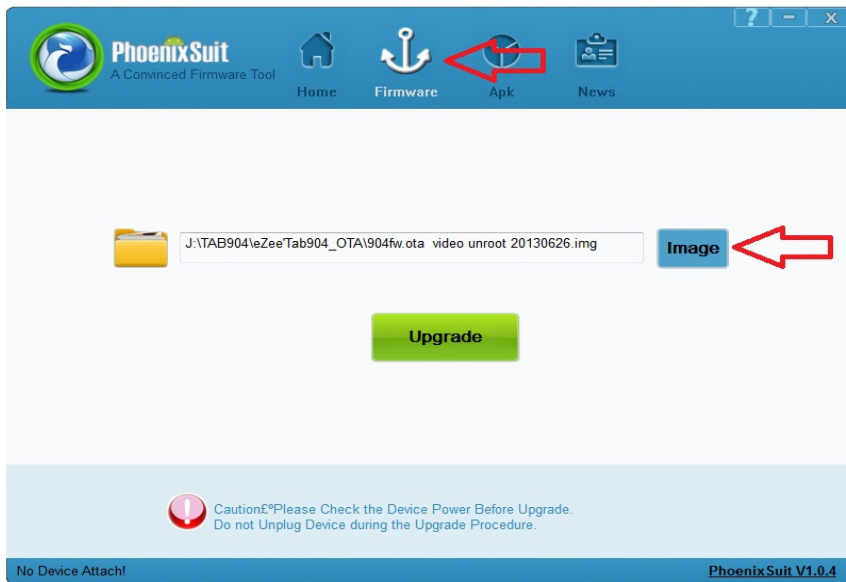 ? – X
PhoenixSuit
A Convinced Firmware Tool
Home
Firmware
Apk
News
J:\TAB904\eZee'Tab904_OTA\904fw.ota  video unroot 20130626.img
Image
Upgrade
Caution£ºPlease Check the Device Power Before Upgrade.
Do not Unplug Device during the Upgrade Procedure.
No Device Attach!
PhoenixSuit V1.0.4